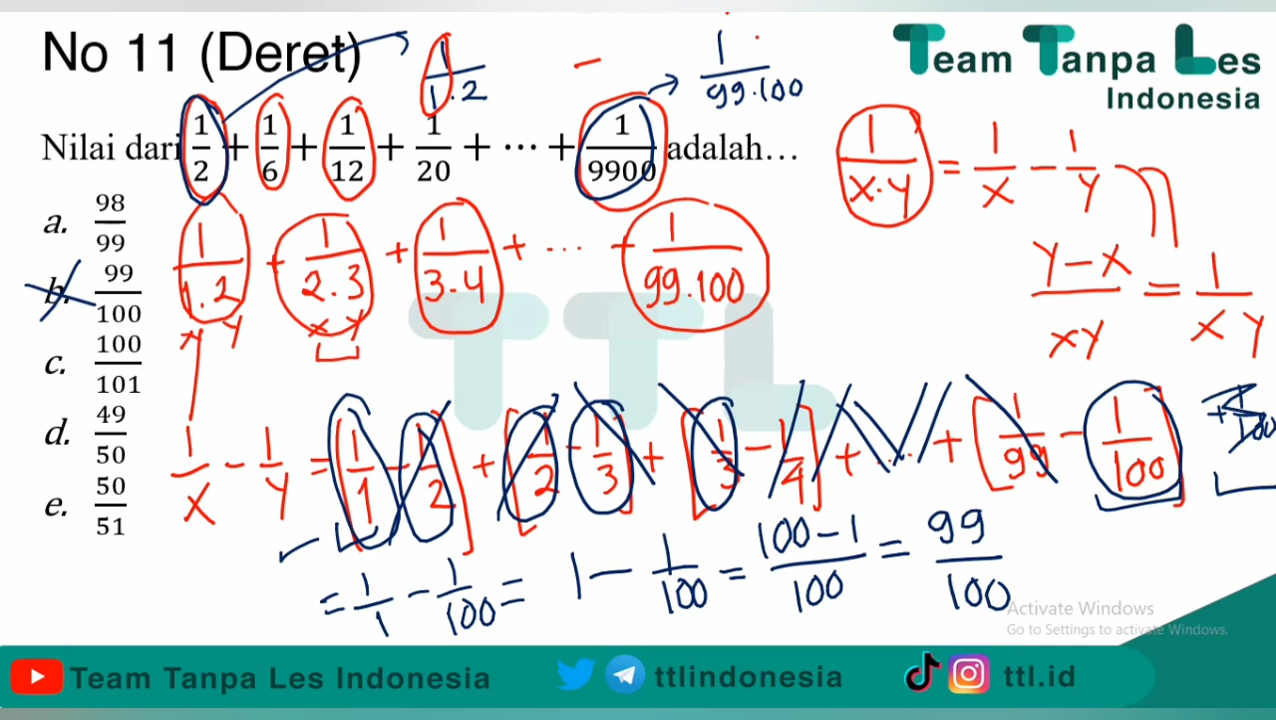 No 11 (Deret)
1/1.2
1/99.100
Team Tanpa Les
Indonesia
Nilai dari 1/2 + 1/6 + 1/12 + 1/20 + ⋯ + 1/9900 adalah…
1/x.y = 1/x − 1/y
a. 98/99
b. 99/100
c. 100/101
d. 49/50
e. 50/51
1/1.2 + 1/2.3 + 1/3.4 + ... + 1/99.100
x y x y
y−x/xy = 1/xy
TTL
1/x − 1/y = [1/1 − 1/2] + [1/2 − 1/3] + [1/3 − 1/4] + ... + [1/99 − 1/100]
= 1/1 − 1/100 = 1 − 1/100 = 100−1/100 = 99/100
Activate Windows
Go to Settings to activate Windows.
Team Tanpa Les Indonesia
ttlindonesia
ttl.id